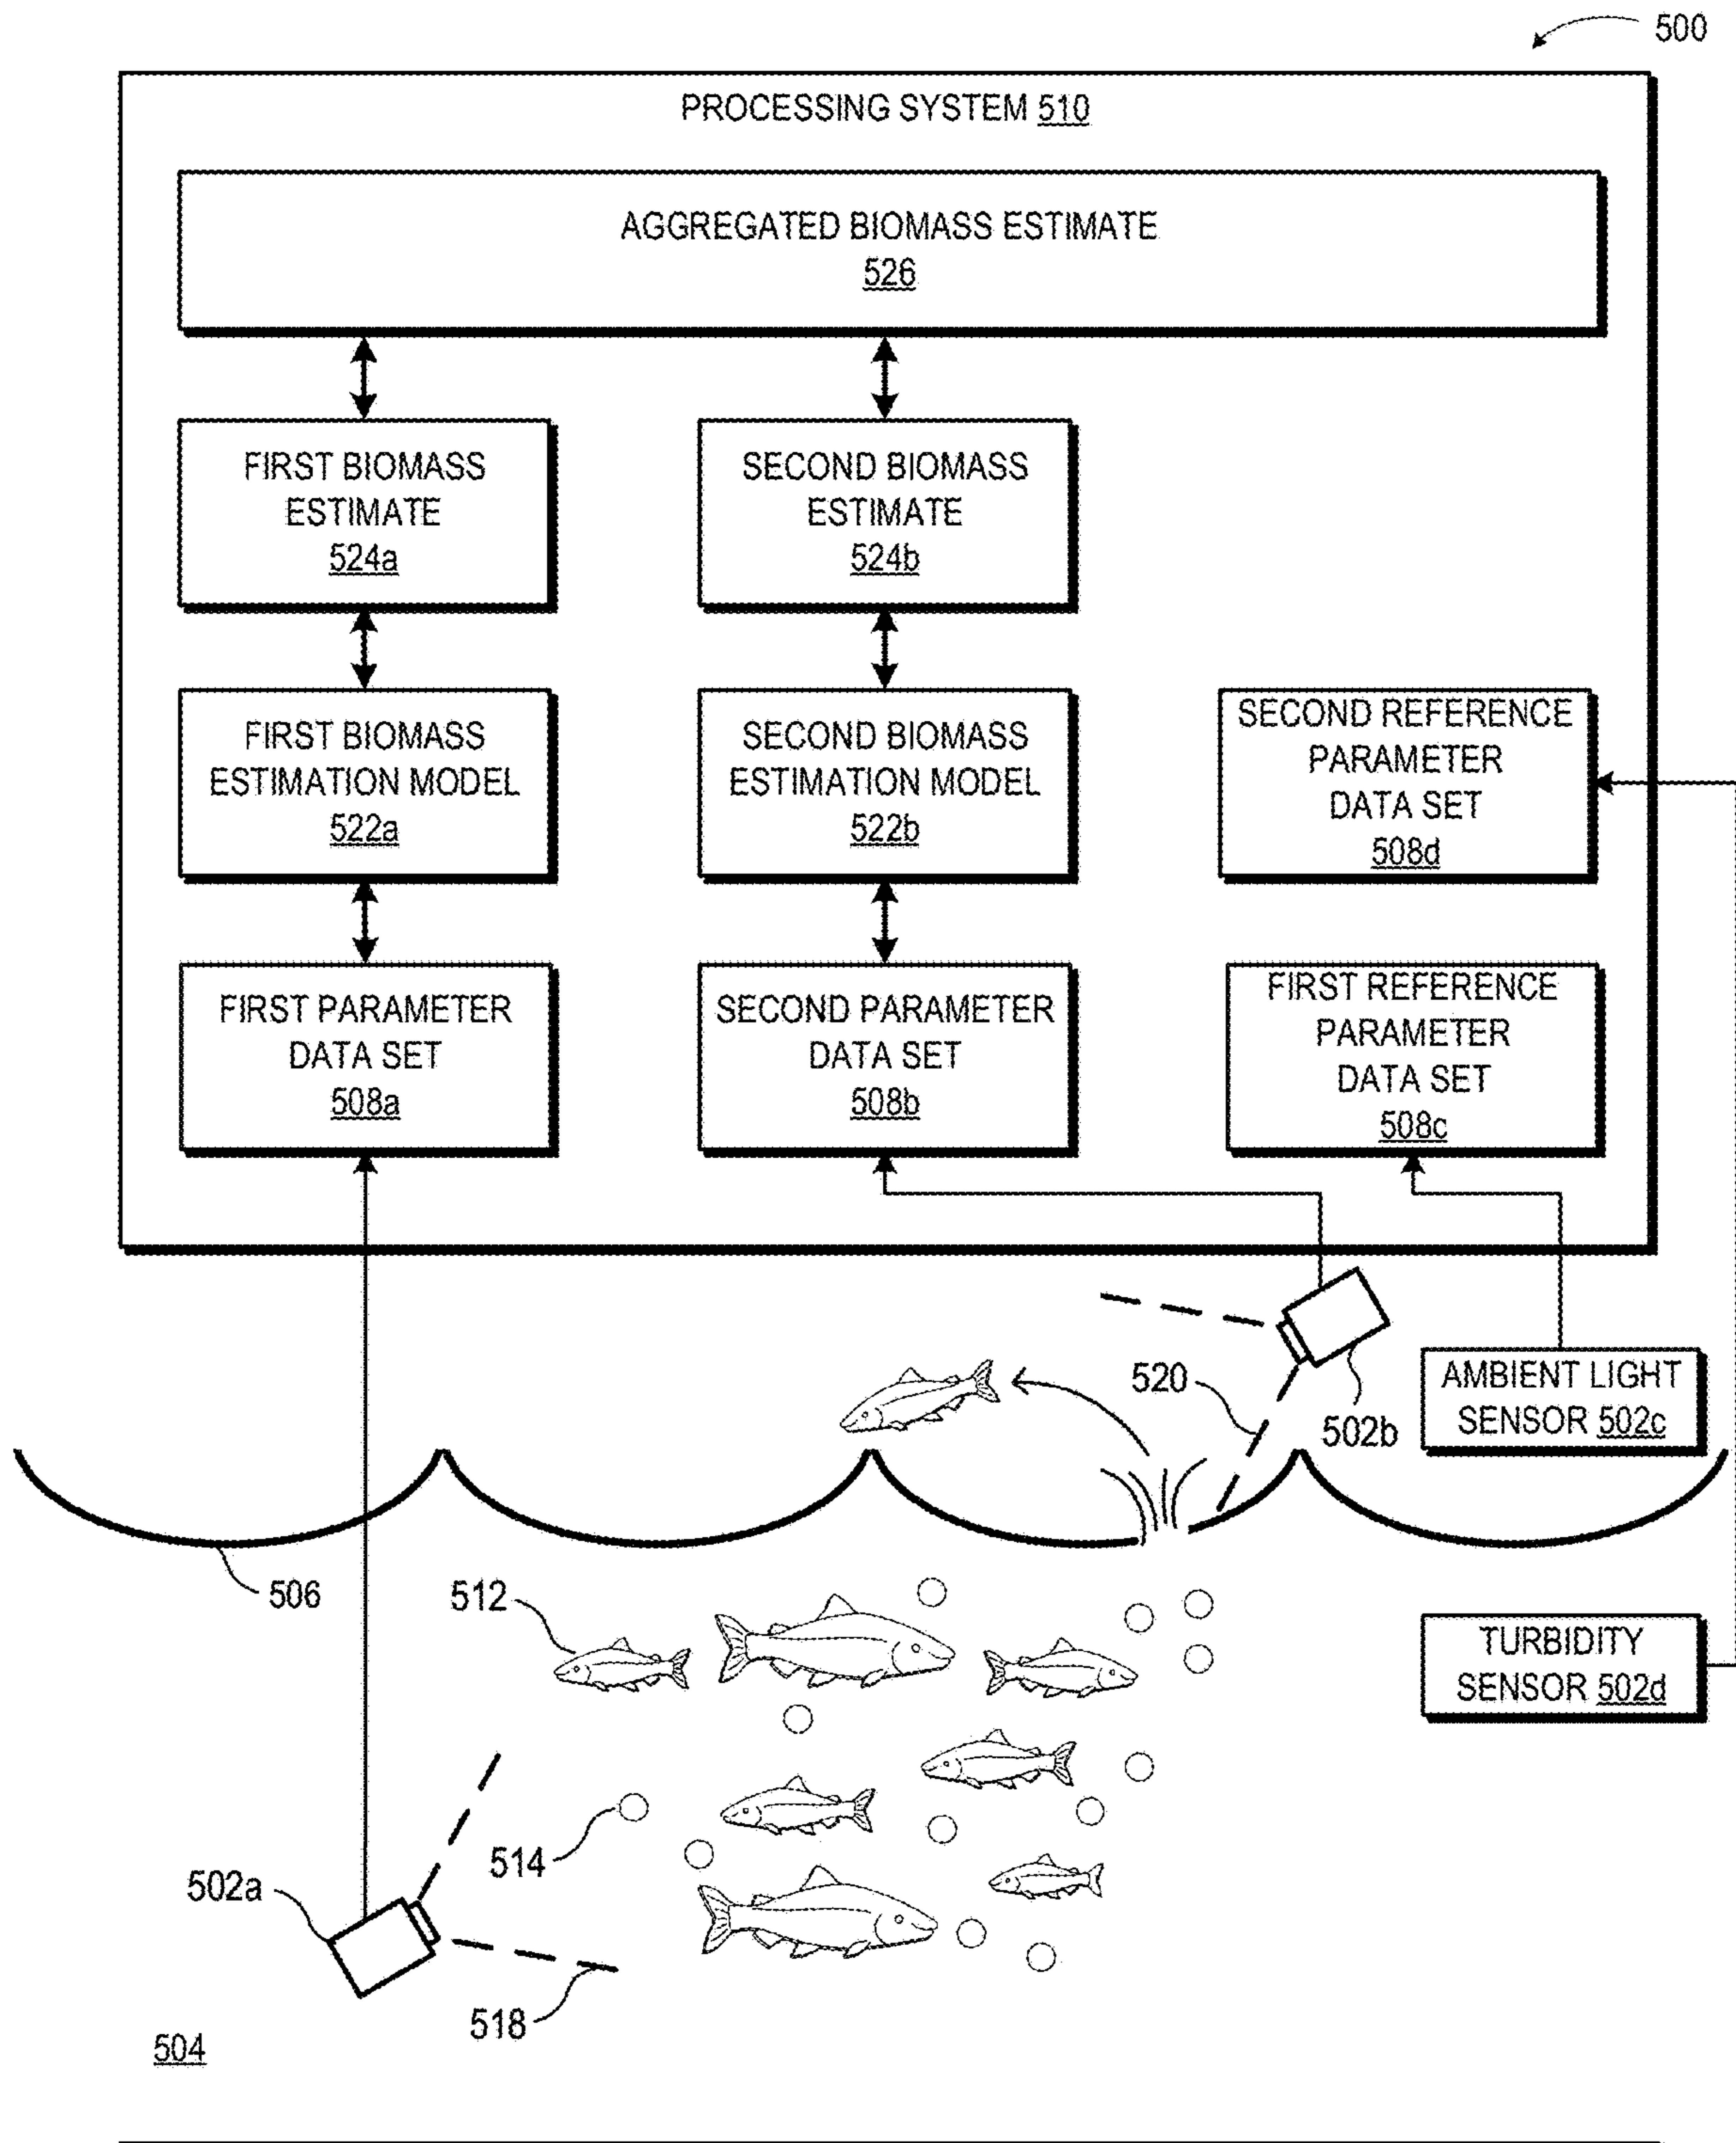 500
PROCESSING SYSTEM 510
AGGREGATED BIOMASS ESTIMATE
526
FIRST BIOMASS
ESTIMATE
524a
SECOND BIOMASS
ESTIMATE
524b
FIRST BIOMASS
ESTIMATION MODEL
522a
SECOND BIOMASS
ESTIMATION MODEL
522b
SECOND REFERENCE
PARAMETER
DATA SET
508d
FIRST PARAMETER
DATA SET
508a
SECOND PARAMETER
DATA SET
508b
FIRST REFERENCE
PARAMETER
DATA SET
508c
520
502b
AMBIENT LIGHT
SENSOR 502c
506
512
TURBIDITY
SENSOR 502d
514
502a
518
504